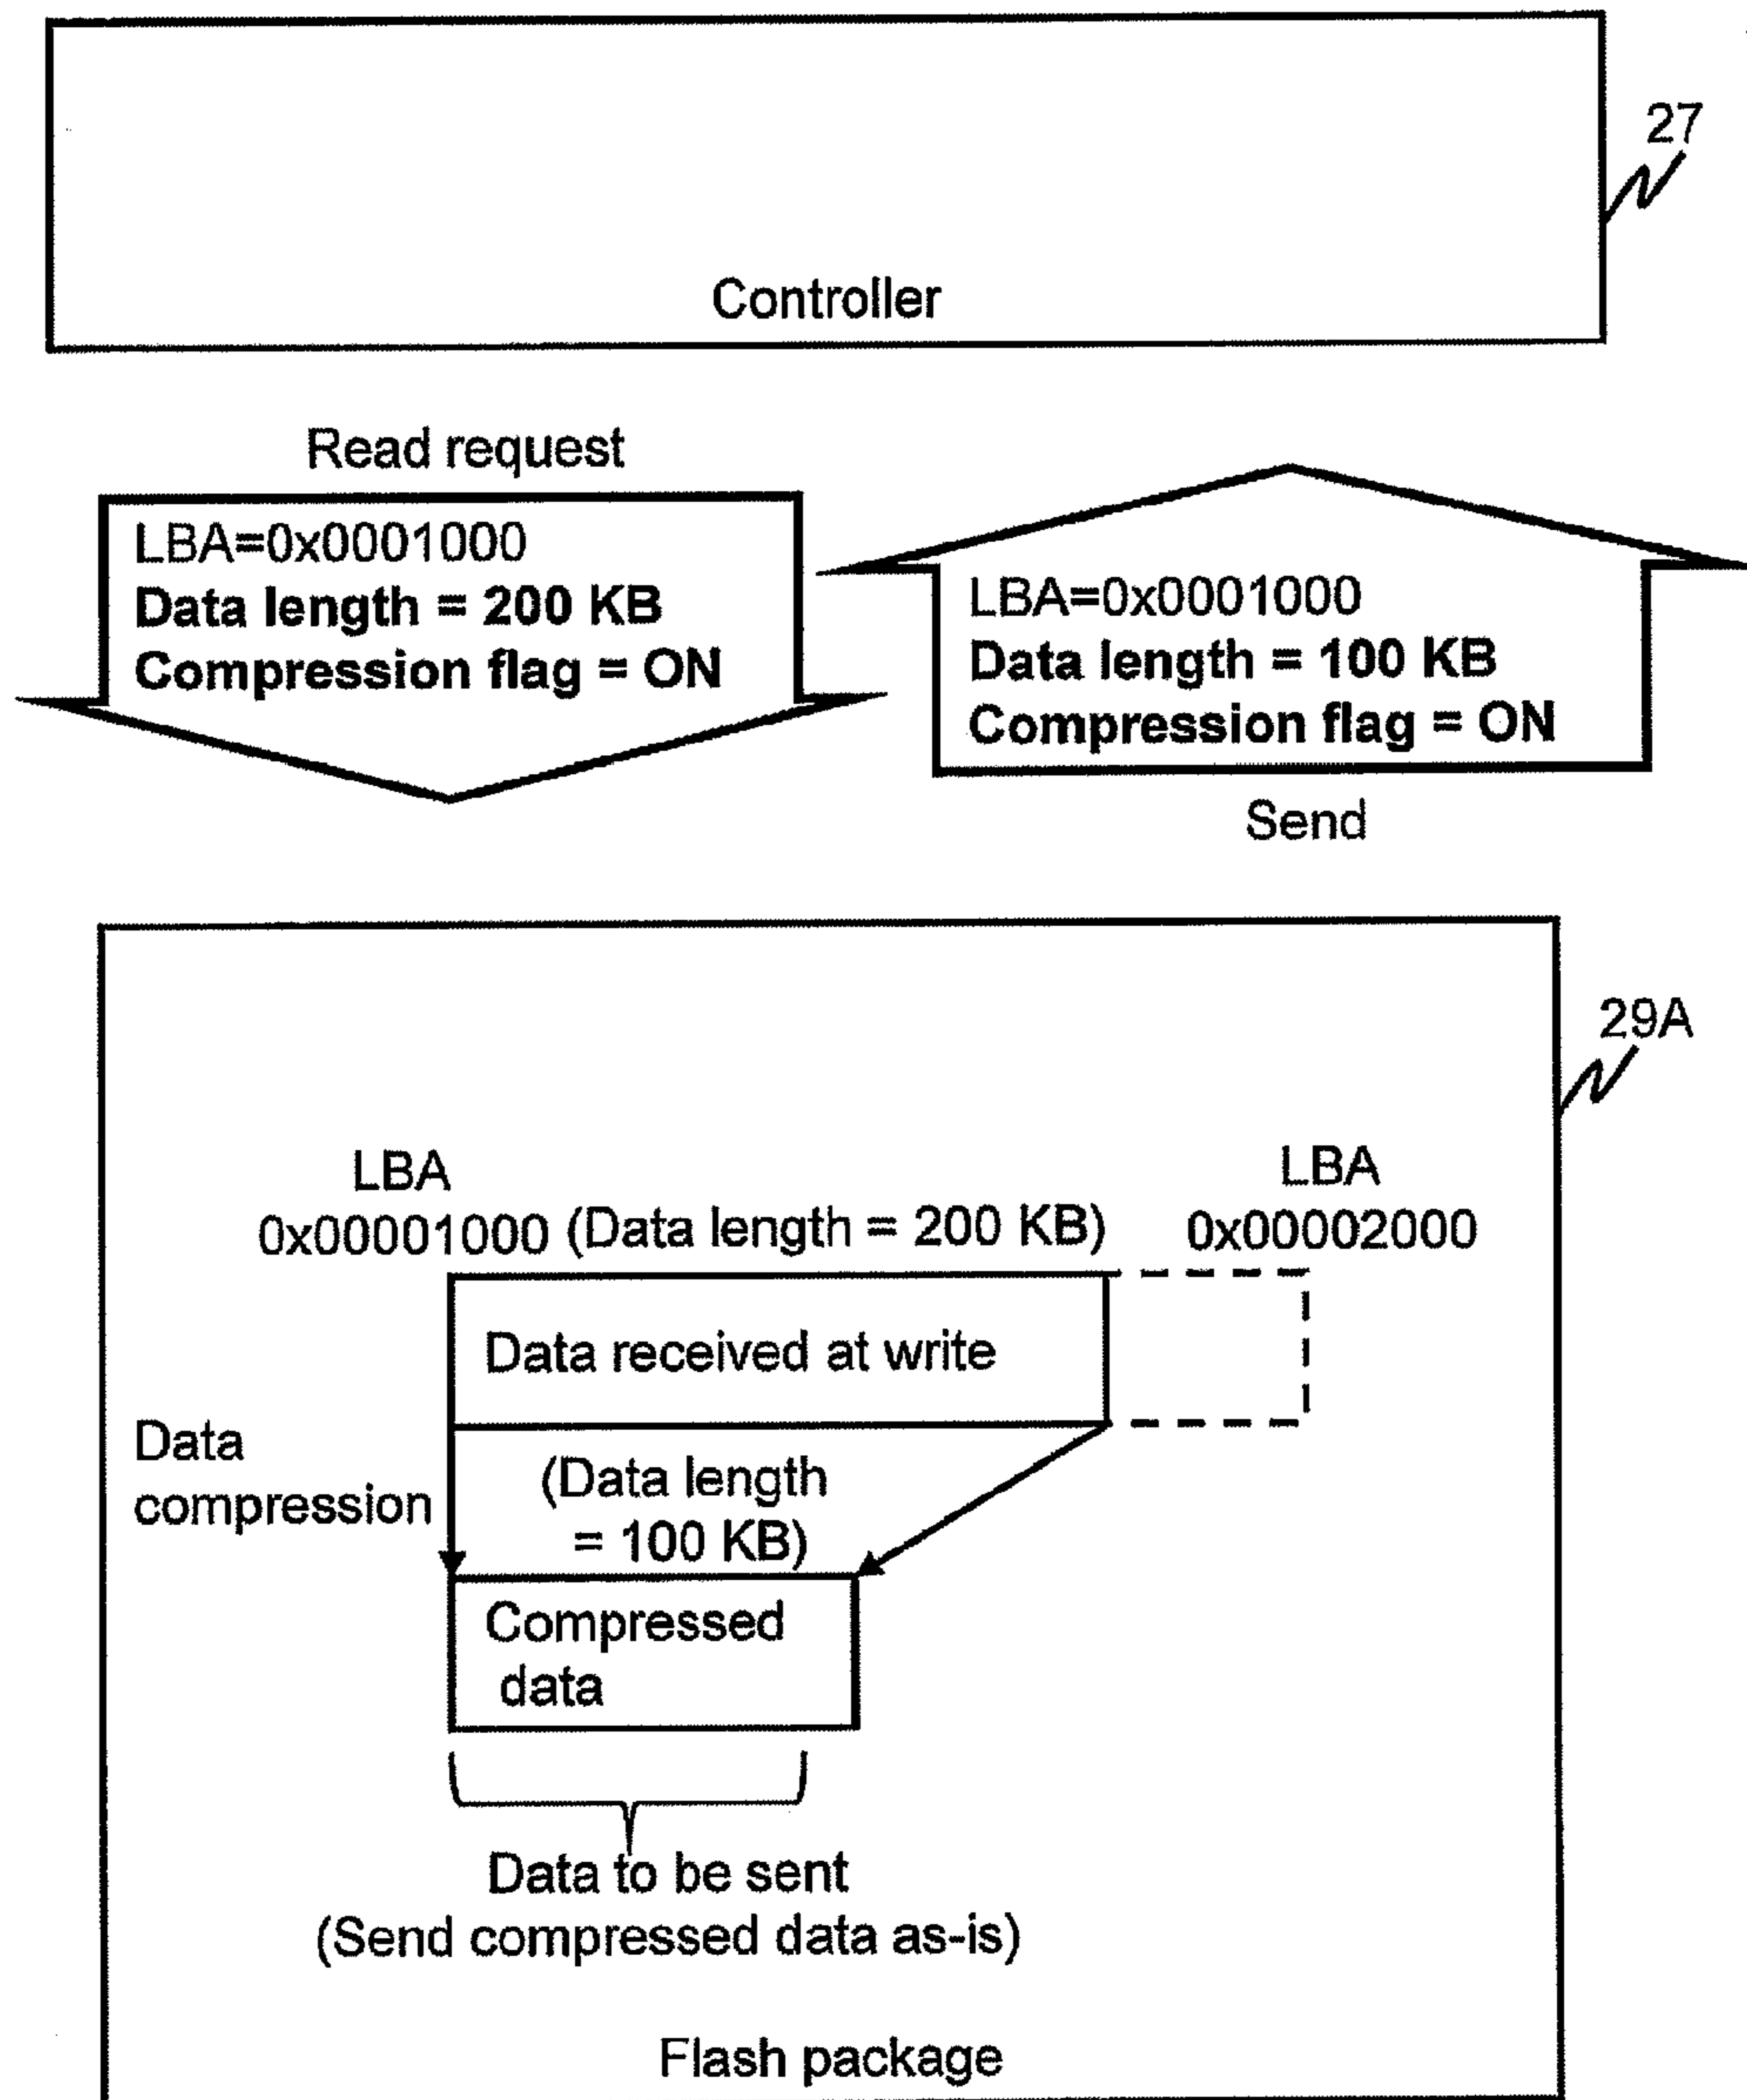 27
Controller
Read request
LBA=0x0001000
Data length = 200 KB
Compression flag = ON
LBA=0x0001000
Data length = 100 KB
Compression flag = ON
Send
29A
LBA
0x00001000 (Data length = 200 KB)
LBA
0x00002000
Data received at write
Data
compression
(Data length
= 100 KB)
Compressed
data
Data to be sent
(Send compressed data as-is)
Flash package